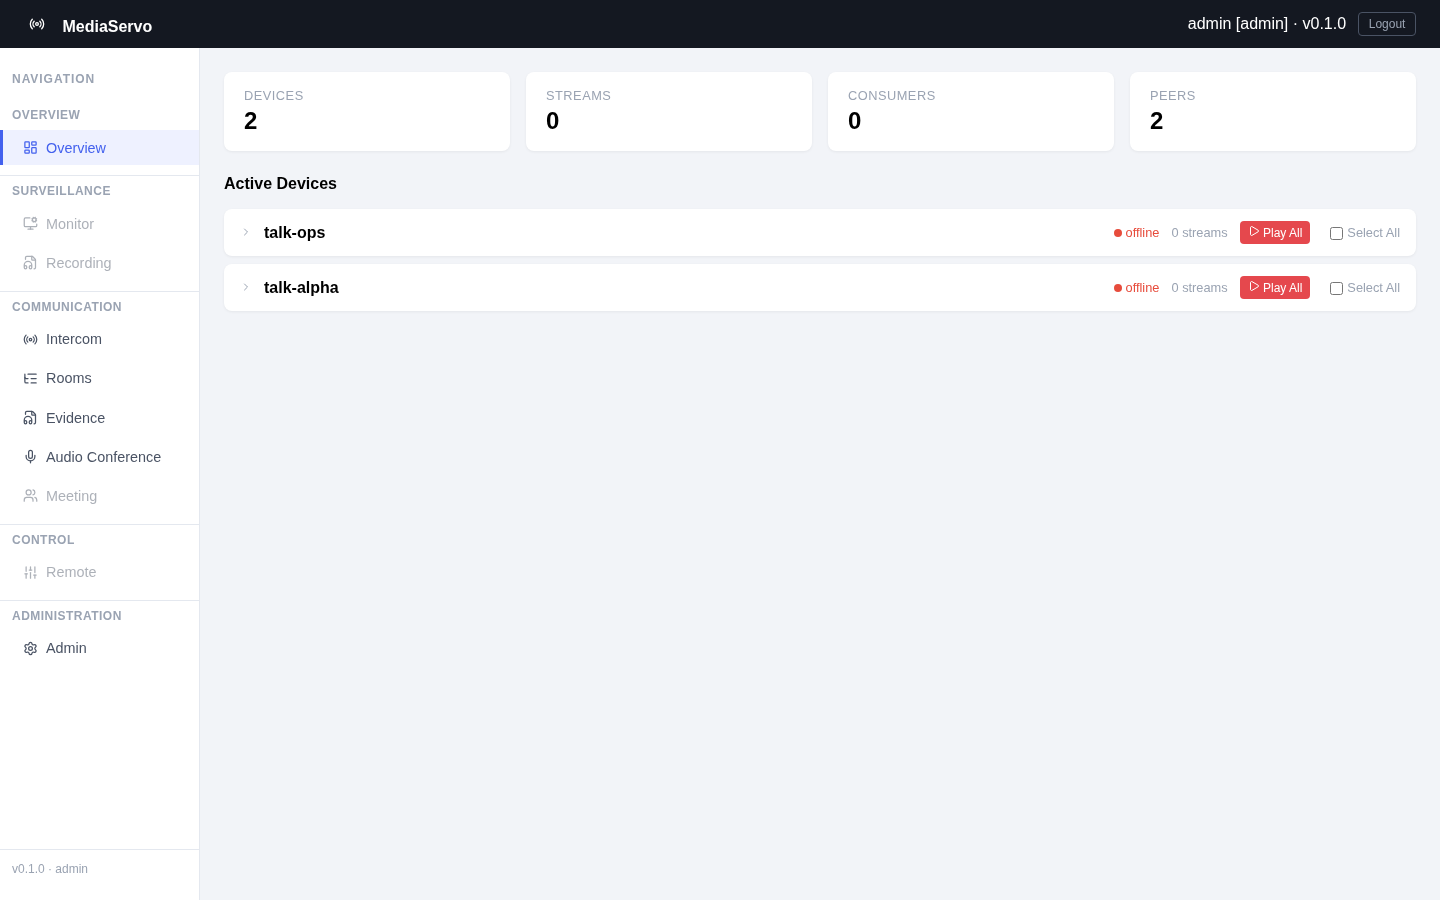 MediaServo
admin [admin] · v0.1.0
Logout
NAVIGATION
OVERVIEW
Overview
SURVEILLANCE
Monitor
Recording
COMMUNICATION
Intercom
Rooms
Evidence
Audio Conference
Meeting
CONTROL
Remote
ADMINISTRATION
Admin
v0.1.0 · admin
DEVICES
2
STREAMS
0
CONSUMERS
0
PEERS
2
Active Devices
talk-ops
offline
0 streams
Play All
Select All
talk-alpha
offline
0 streams
Play All
Select All